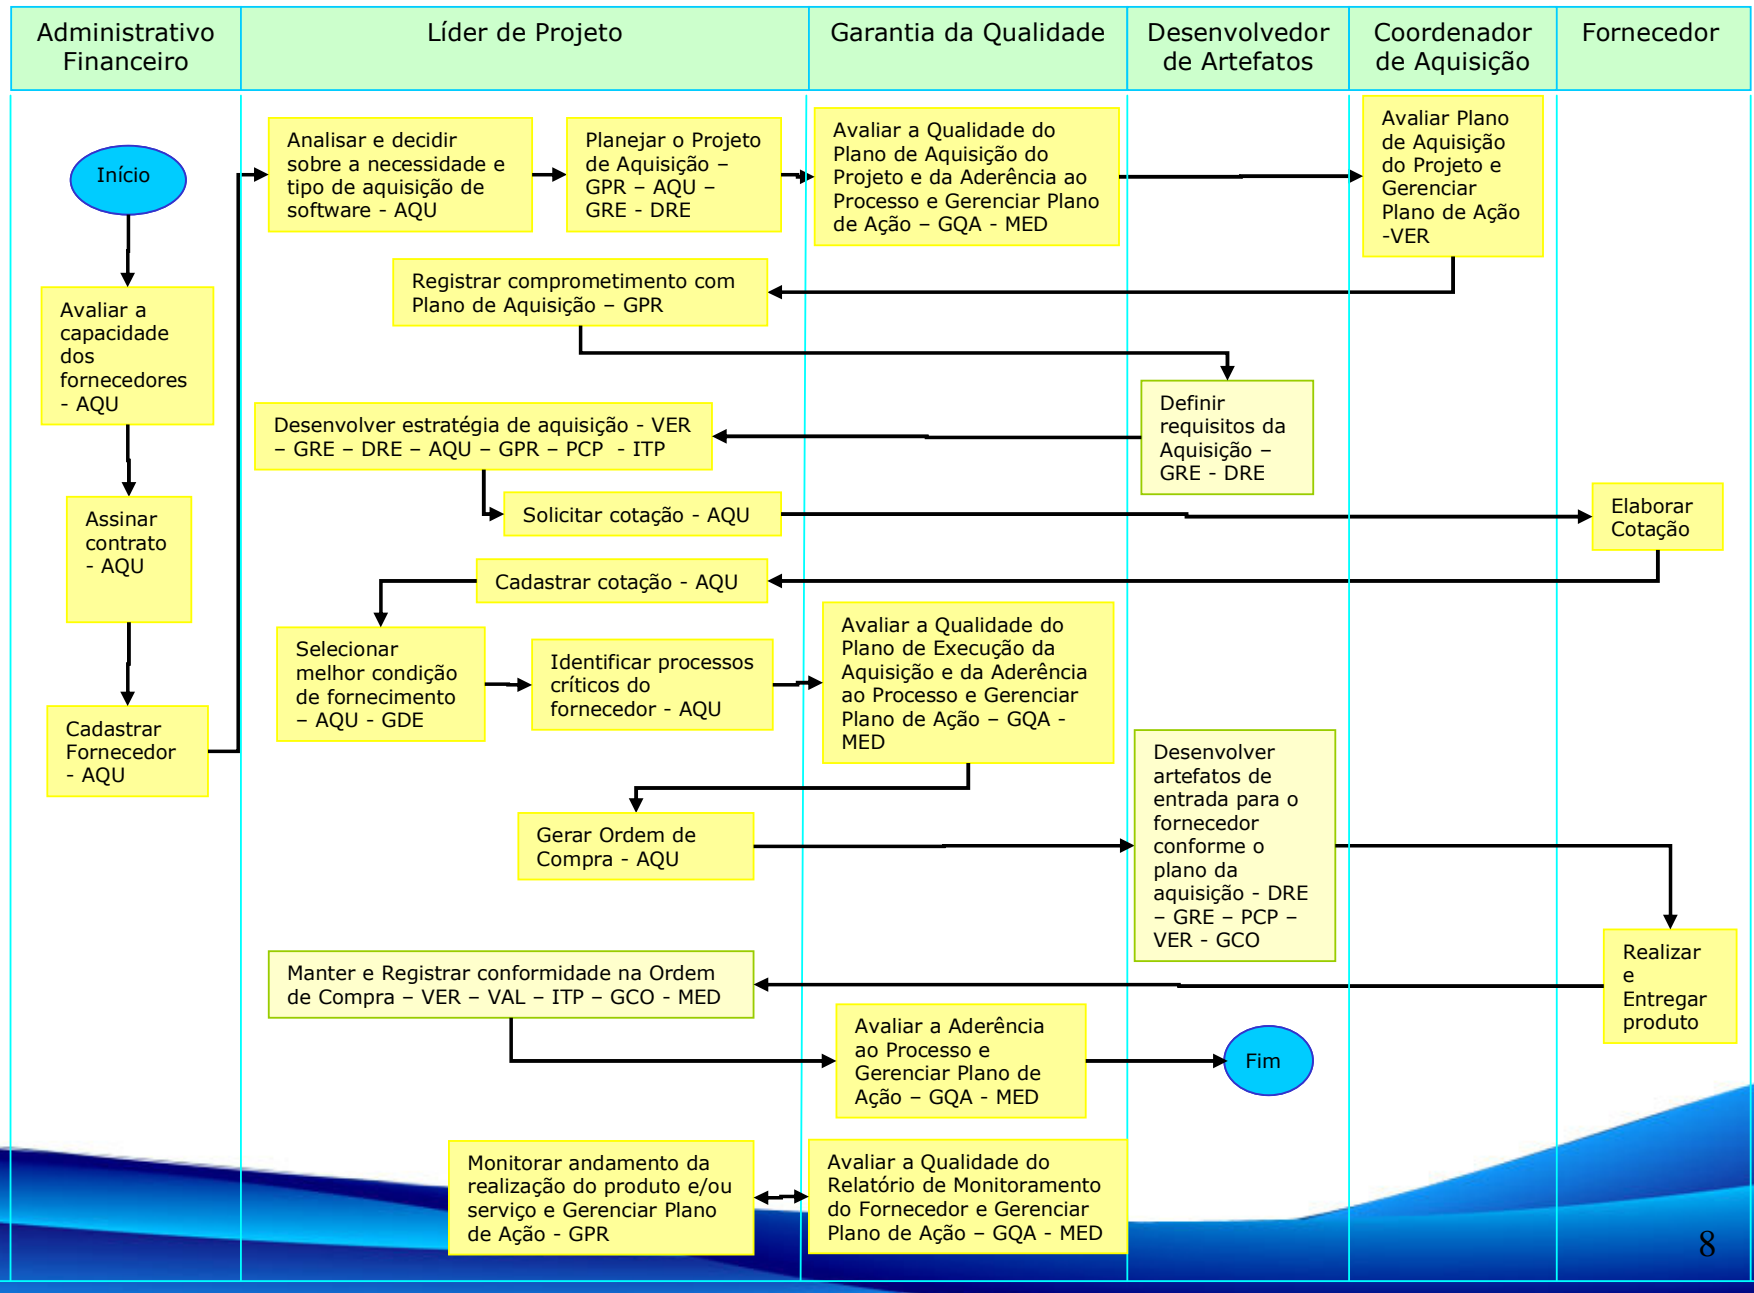 Administrativo
Financeiro
Líder de Projeto
Garantia da Qualidade
Desenvolvedor
de Artefatos
Coordenador
de Aquisição
Fornecedor
Início
Analisar e decidir
sobre a necessidade e
tipo de aquisição de
software - AQU
Planejar o Projeto
de Aquisição –
GPR – AQU –
GRE - DRE
Avaliar a Qualidade do
Plano de Aquisição do
Projeto e da Aderência ao
Processo e Gerenciar Plano
de Ação – GQA - MED
Avaliar Plano
de Aquisição
do Projeto e
Gerenciar
Plano de Ação
-VER
Registrar comprometimento com
Plano de Aquisição – GPR
Avaliar a
capacidade
dos
fornecedores
- AQU
Definir
requisitos da
Aquisição –
GRE - DRE
Desenvolver estratégia de aquisição - VER
– GRE – DRE – AQU – GPR – PCP - ITP
Assinar
contrato
- AQU
Solicitar cotação - AQU
Elaborar
Cotação
Cadastrar cotação - AQU
Selecionar
melhor condição
de fornecimento
– AQU - GDE
Identificar processos
críticos do
fornecedor - AQU
Avaliar a Qualidade do
Plano de Execução da
Aquisição e da Aderência
ao Processo e Gerenciar
Plano de Ação – GQA -
MED
Cadastrar
Fornecedor
- AQU
Gerar Ordem de
Compra - AQU
Desenvolver
artefatos de
entrada para o
fornecedor
conforme o
plano da
aquisição - DRE
– GRE – PCP –
VER - GCO
Realizar
e
Entregar
produto
Manter e Registrar conformidade na Ordem
de Compra – VER – VAL – ITP – GCO - MED
Avaliar a Aderência
ao Processo e
Gerenciar Plano de
Ação – GQA - MED
Fim
Monitorar andamento da
realização do produto e/ou
serviço e Gerenciar Plano
de Ação - GPR
Avaliar a Qualidade do
Relatório de Monitoramento
do Fornecedor e Gerenciar
Plano de Ação – GQA - MED
8